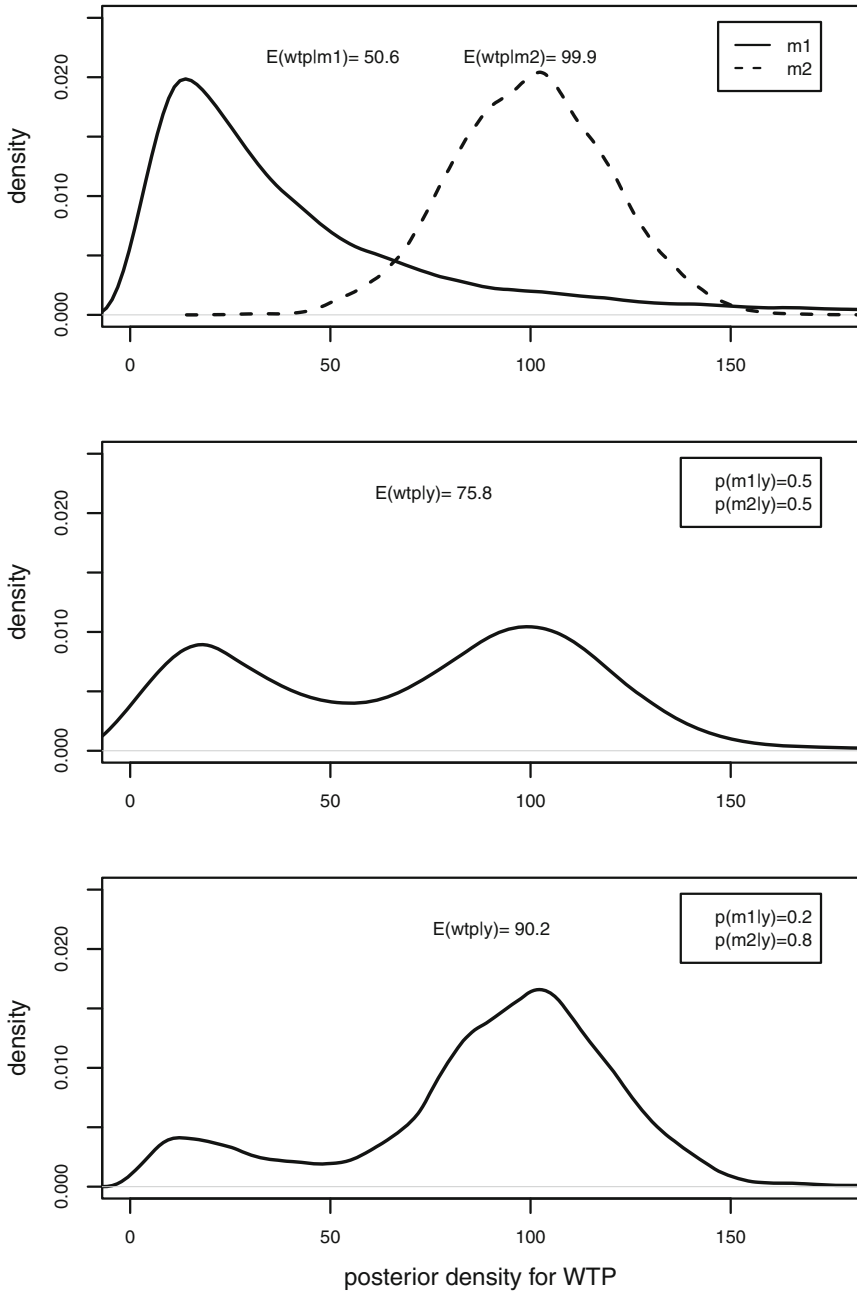 E(wtp|m1)= 50.6 E(wtp|m2)= 99.9
m1
m2
density
0.000 0.010 0.020
0 50 100 150
E(wtp|y)= 75.8
p(m1|y)=0.5
p(m2|y)=0.5
density
0.000 0.010 0.020
0 50 100 150
E(wtp|y)= 90.2
p(m1|y)=0.2
p(m2|y)=0.8
density
0.000 0.010 0.020
0 50 100 150
posterior density for WTP